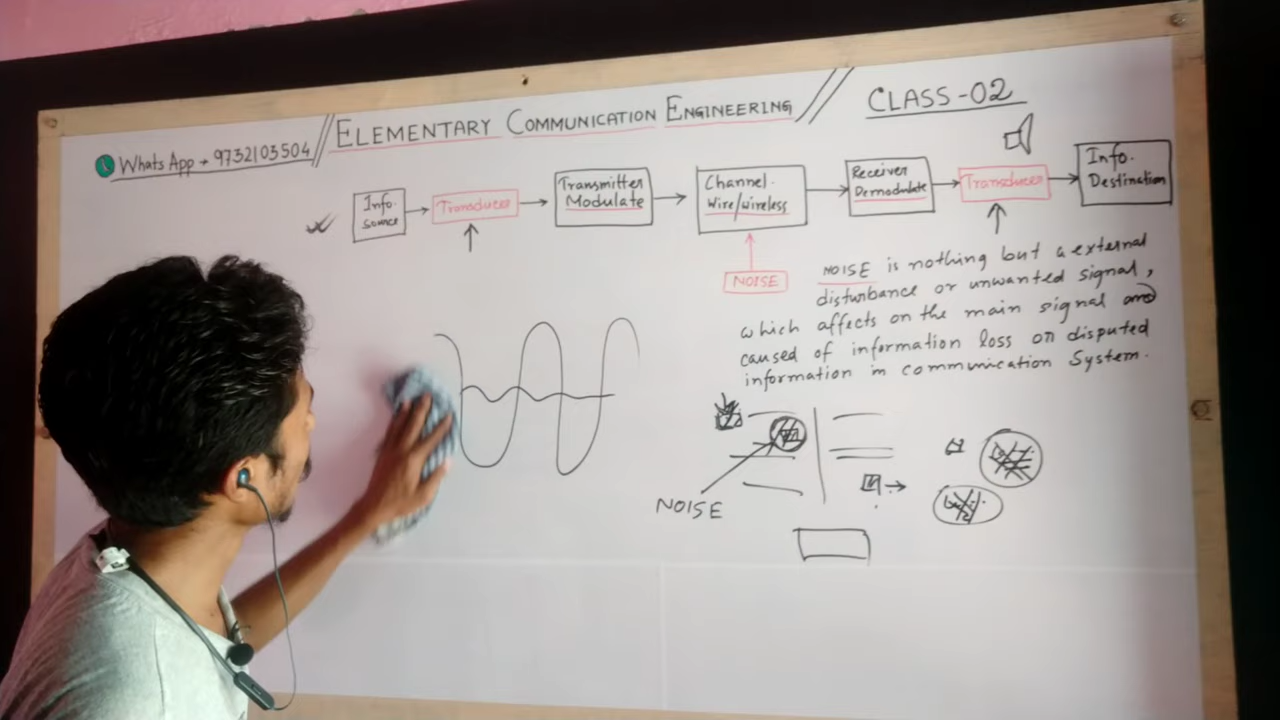 WhatsApp → 9732103504 // ELEMENTARY COMMUNICATION ENGINEERING // CLASS-02
Info. source
Transducer
Transmitter Modulate
Channel. Wire/wireless
Receiver Demodulate
Transducer
Info. Destination
NOISE
NOISE is nothing but a external
disturbance or unwanted signal,
which affects on the main signal and
caused of information loss on disputed
information in communication System.
NOISE